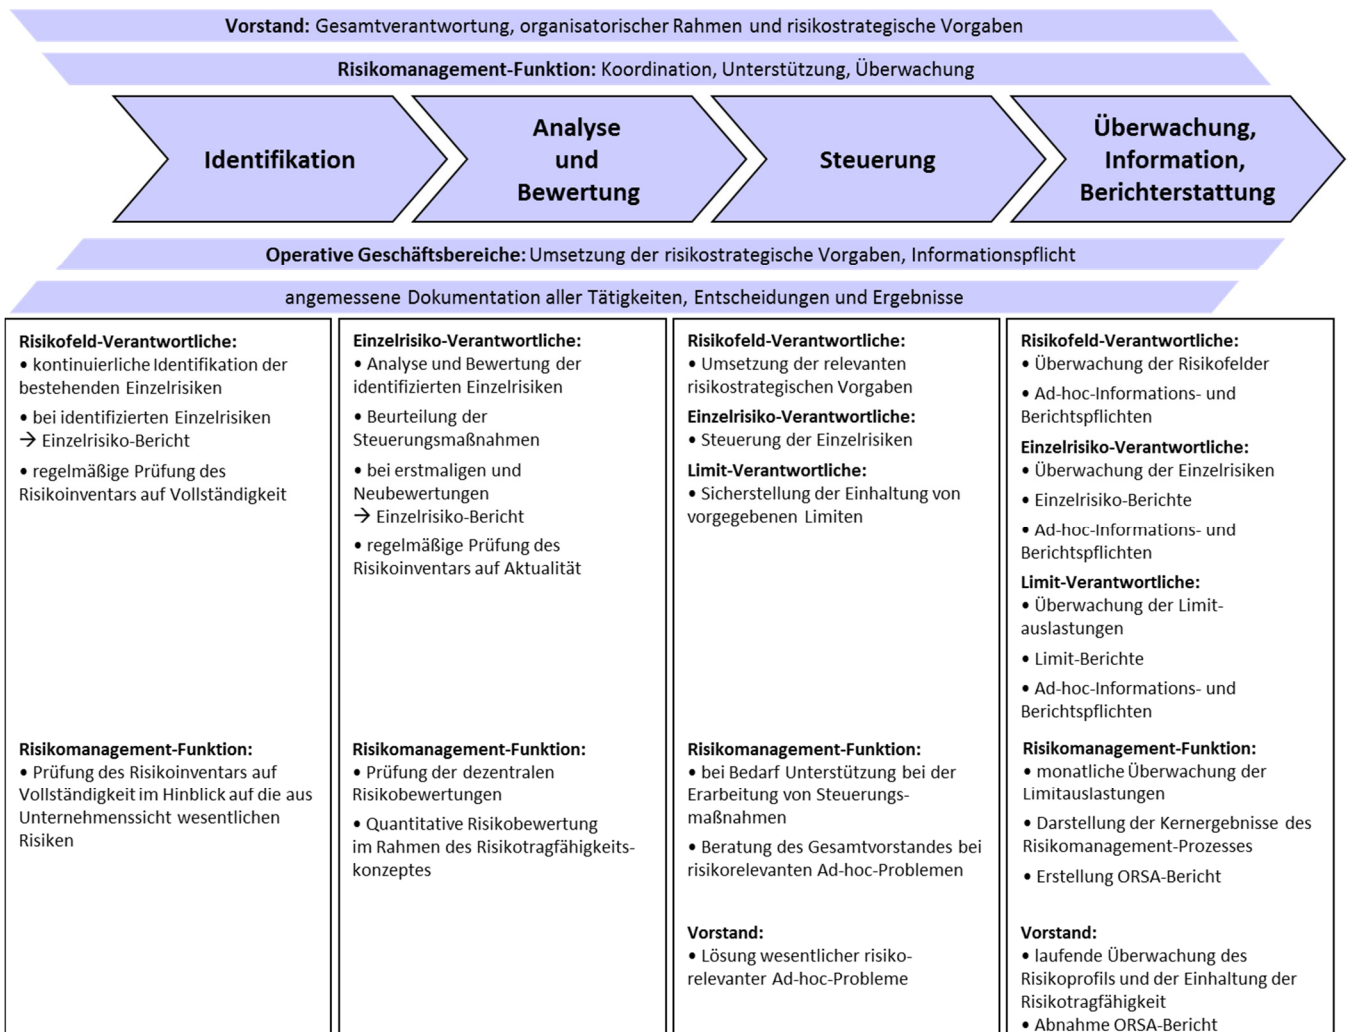 Vorstand: Gesamtverantwortung, organisatorischer Rahmen und risikostrategische Vorgaben
Risikomanagement-Funktion: Koordination, Unterstützung, Überwachung
Identifikation
Analyse
und
Bewertung
Steuerung
Überwachung,
Information,
Berichterstattung
Operative Geschäftsbereiche: Umsetzung der risikostrategische Vorgaben, Informationspflicht
angemessene Dokumentation aller Tätigkeiten, Entscheidungen und Ergebnisse
Risikofeld-Verantwortliche:
• kontinuierliche Identifikation der
bestehenden Einzelrisiken
• bei identifizierten Einzelrisiken
→ Einzelrisiko-Bericht
• regelmäßige Prüfung des
Risikoinventars auf Vollständigkeit
Risikomanagement-Funktion:
• Prüfung des Risikoinventars auf
Vollständigkeit im Hinblick auf die aus
Unternehmenssicht wesentlichen
Risiken
Einzelrisiko-Verantwortliche:
• Analyse und Bewertung der
identifizierten Einzelrisiken
• Beurteilung der
Steuerungsmaßnahmen
• bei erstmaligen und
Neubewertungen
→ Einzelrisiko-Bericht
• regelmäßige Prüfung des
Risikoinventars auf Aktualität
Risikomanagement-Funktion:
• Prüfung der dezentralen
Risikobewertungen
• Quantitative Risikobewertung
im Rahmen des Risikotragfähigkeits-
konzeptes
Risikofeld-Verantwortliche:
• Umsetzung der relevanten
risikostrategischen Vorgaben
Einzelrisiko-Verantwortliche:
• Steuerung der Einzelrisiken
Limit-Verantwortliche:
• Sicherstellung der Einhaltung von
vorgegebenen Limiten
Risikomanagement-Funktion:
• bei Bedarf Unterstützung bei der
Erarbeitung von Steuerungs-
maßnahmen
• Beratung des Gesamtvorstandes bei
risikorelevanten Ad-hoc-Problemen
Vorstand:
• Lösung wesentlicher risiko-
relevanter Ad-hoc-Probleme
Risikofeld-Verantwortliche:
• Überwachung der Risikofelder
• Ad-hoc-Informations- und
Berichtspflichten
Einzelrisiko-Verantwortliche:
• Überwachung der Einzelrisiken
• Einzelrisiko-Berichte
• Ad-hoc-Informations- und
Berichtspflichten
Limit-Verantwortliche:
• Überwachung der Limit-
auslastungen
• Limit-Berichte
• Ad-hoc-Informations- und
Berichtspflichten
Risikomanagement-Funktion:
• monatliche Überwachung der
Limitauslastungen
• Darstellung der Kernergebnisse des
Risikomanagement-Prozesses
• Erstellung ORSA-Bericht
Vorstand:
• laufende Überwachung des
Risikoprofils und der Einhaltung der
Risikotragfähigkeit
• Abnahme ORSA-Bericht